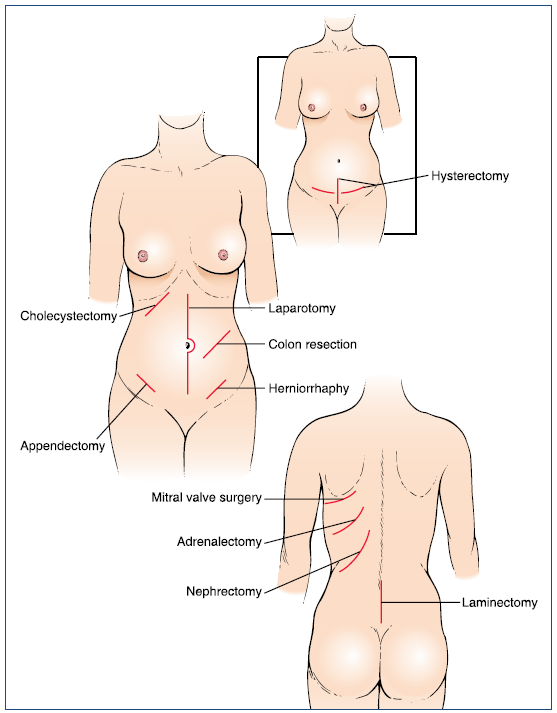 Hysterectomy
Cholecystectomy
Laparotomy
Colon resection
Herniorrhaphy
Appendectomy
Mitral valve surgery
Adrenalectomy
Nephrectomy
Laminectomy